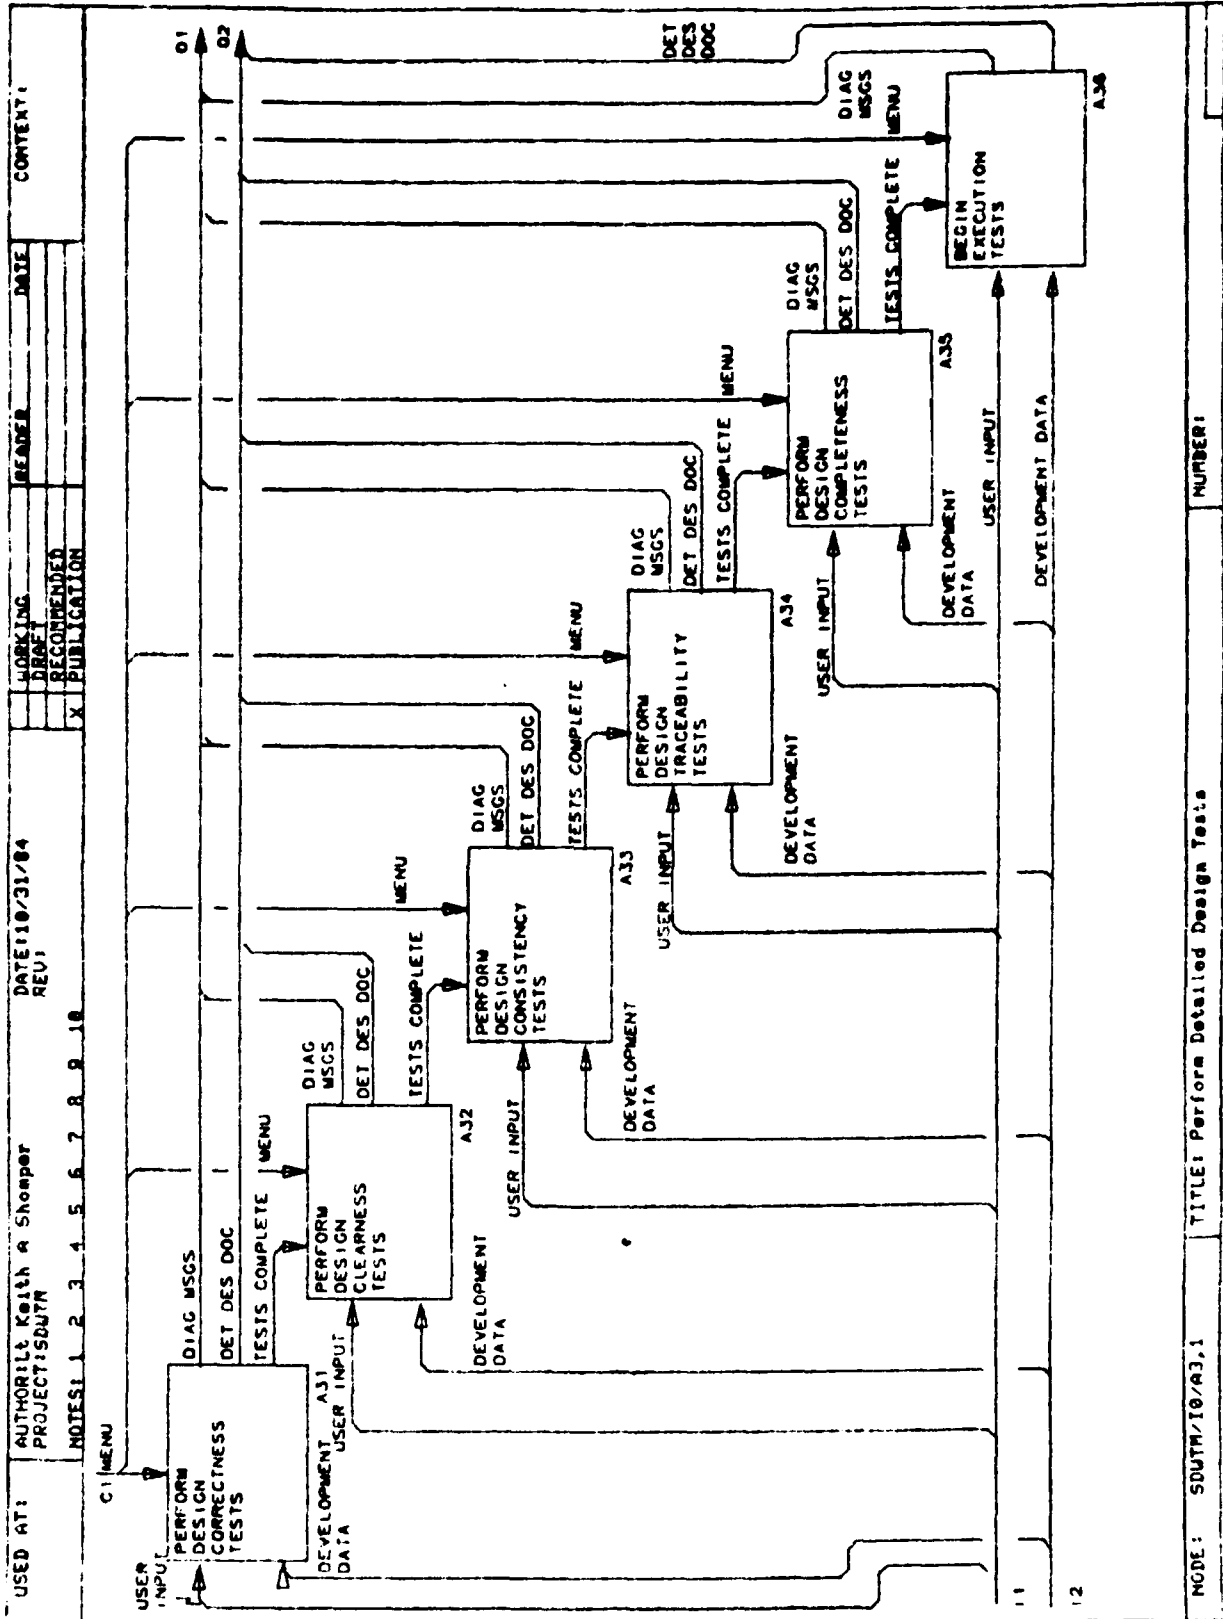 USED AT:
AUTHOR:Lt Keith A Shomper
DATE:10/31/84
WORKING
READER
DATE
CONTEXT:
PROJECT:SDWTM
REV:
DRAFT
RECOMMENDED
NOTES: 1 2 3 4 5 6 7 8 9 10
X PUBLICATION
C1
MENU
O1
O2
USER
INPUT
PERFORM
DESIGN
CORRECTNESS
TESTS
DEVELOPMENT
DATA
A31
DIAG MSGS
DET DES DOC
TESTS COMPLETE
MENU
USER INPUT
PERFORM
DESIGN
CLEARNESS
TESTS
DEVELOPMENT
DATA
A32
DIAG
MSGS
DET DES DOC
TESTS COMPLETE
MENU
USER INPUT
PERFORM
DESIGN
CONSISTENCY
TESTS
DEVELOPMENT
DATA
A33
DIAG
MSGS
DET DES DOC
TESTS COMPLETE
MENU
USER INPUT
PERFORM
DESIGN
TRACEABILITY
TESTS
DEVELOPMENT
DATA
A34
DIAG
MSGS
DET DES DOC
TESTS COMPLETE
MENU
USER INPUT
PERFORM
DESIGN
COMPLETENESS
TESTS
DEVELOPMENT
DATA
A35
DIAG
MSGS
DET DES DOC
TESTS COMPLETE
MENU
USER INPUT
BEGIN
EXECUTION
TESTS
DEVELOPMENT DATA
A36
DIAG
MSGS
DET
DES
DOC
I1
I2
NODE: SDWTM/I0/A3,1
TITLE: Perform Detailed Design Tests
NUMBER: